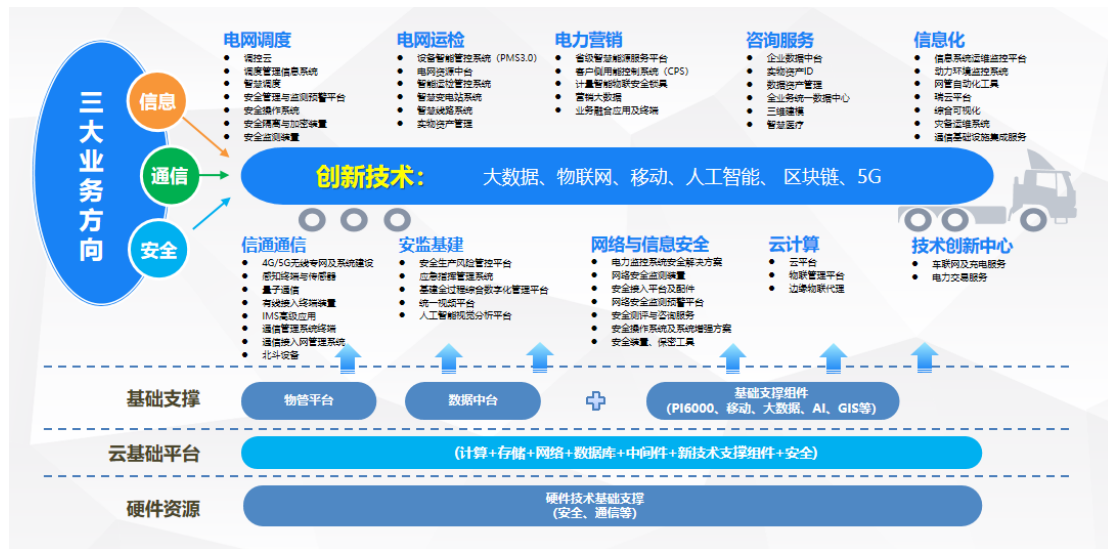 三大业务方向
信息
通信
安全
电网调度
调控云
调度管理信息系统
智慧调度
安全管理与监测预警平台
安全操作系统
安全隔离与加密装置
安全监测装置
电网运检
设备智能管控系统（PMS3.0）
电网资源中台
智能运检管控系统
智慧变电站系统
智慧线路系统
实物资产管理
电力营销
省级智慧能源服务平台
客户侧用能控制系统（CPS）
计量智能物联安全锁具
营销大数据
业务融合应用及终端
咨询服务
企业数据中台
实物资产ID
数据资产管理
全业务统一数据中心
三维建模
智慧医疗
信息化
信息系统运维监控平台
动力环境监控系统
网管自动化工具
瑞云平台
综合可视化
灾备运维系统
通信基础设施集成服务
创新技术：
大数据、物联网、移动、人工智能、 区块链、5G
信通通信
4G/5G无线专网及系统建设
感知终端与传感器
量子通信
有线接入终端装置
IMS高级应用
通信管理系统终端
通信接入网管理系统
北斗设备
安监基建
安全生产风险管控平台
应急指挥管理系统
基建全过程综合数字化管理平台
统一视频平台
人工智能视觉分析平台
网络与信息安全
电力监控系统安全解决方案
网络安全监测装置
安全接入平台及配件
网络安全监测预警平台
安全测评与咨询服务
安全操作系统及系统增强方案
安全装置、保密工具
云计算
云平台
物联管理平台
边缘物联代理
技术创新中心
车联网及充电服务
电力交易服务
基础支撑
物管平台
数据中台
基础支撑组件
(PI6000、移动、大数据、AI、GIS等)
云基础平台
(计算+存储+网络+数据库+中间件+新技术支撑组件+安全)
硬件资源
硬件技术基础支撑
(安全、通信等)